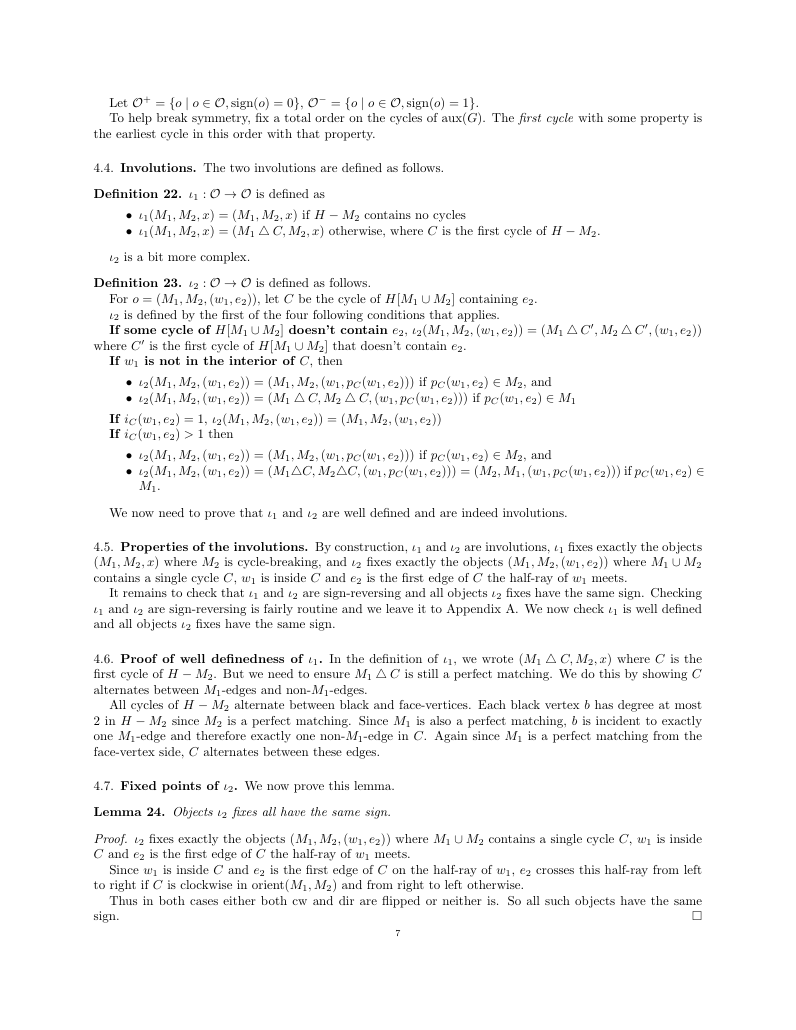 Let 𝒪⁺ = {o | o ∈ 𝒪, sign(o) = 0}, 𝒪⁻ = {o | o ∈ 𝒪, sign(o) = 1}.
To help break symmetry, fix a total order on the cycles of aux(G). The first cycle with some property is
the earliest cycle in this order with that property.
4.4. Involutions. The two involutions are defined as follows.
Definition 22. ι₁ : 𝒪 → 𝒪 is defined as
• ι₁(M₁, M₂, x) = (M₁, M₂, x) if H − M₂ contains no cycles
• ι₁(M₁, M₂, x) = (M₁ △ C, M₂, x) otherwise, where C is the first cycle of H − M₂.
ι₂ is a bit more complex.
Definition 23. ι₂ : 𝒪 → 𝒪 is defined as follows.
For o = (M₁, M₂, (w₁, e₂)), let C be the cycle of H[M₁ ∪ M₂] containing e₂.
ι₂ is defined by the first of the four following conditions that applies.
If some cycle of H[M₁ ∪ M₂] doesn't contain e₂, ι₂(M₁, M₂, (w₁, e₂)) = (M₁ △ C′, M₂ △ C′, (w₁, e₂))
where C′ is the first cycle of H[M₁ ∪ M₂] that doesn't contain e₂.
If w₁ is not in the interior of C, then
• ι₂(M₁, M₂, (w₁, e₂)) = (M₁, M₂, (w₁, p_C(w₁, e₂))) if p_C(w₁, e₂) ∈ M₂, and
• ι₂(M₁, M₂, (w₁, e₂)) = (M₁ △ C, M₂ △ C, (w₁, p_C(w₁, e₂))) if p_C(w₁, e₂) ∈ M₁
If i_C(w₁, e₂) = 1, ι₂(M₁, M₂, (w₁, e₂)) = (M₁, M₂, (w₁, e₂))
If i_C(w₁, e₂) > 1 then
• ι₂(M₁, M₂, (w₁, e₂)) = (M₁, M₂, (w₁, p_C(w₁, e₂))) if p_C(w₁, e₂) ∈ M₂, and
• ι₂(M₁, M₂, (w₁, e₂)) = (M₁△C, M₂△C, (w₁, p_C(w₁, e₂))) = (M₂, M₁, (w₁, p_C(w₁, e₂))) if p_C(w₁, e₂) ∈
M₁.
We now need to prove that ι₁ and ι₂ are well defined and are indeed involutions.
4.5. Properties of the involutions. By construction, ι₁ and ι₂ are involutions, ι₁ fixes exactly the objects
(M₁, M₂, x) where M₂ is cycle-breaking, and ι₂ fixes exactly the objects (M₁, M₂, (w₁, e₂)) where M₁ ∪ M₂
contains a single cycle C, w₁ is inside C and e₂ is the first edge of C the half-ray of w₁ meets.
It remains to check that ι₁ and ι₂ are sign-reversing and all objects ι₂ fixes have the same sign. Checking
ι₁ and ι₂ are sign-reversing is fairly routine and we leave it to Appendix A. We now check ι₁ is well defined
and all objects ι₂ fixes have the same sign.
4.6. Proof of well definedness of ι₁. In the definition of ι₁, we wrote (M₁ △ C, M₂, x) where C is the
first cycle of H − M₂. But we need to ensure M₁ △ C is still a perfect matching. We do this by showing C
alternates between M₁-edges and non-M₁-edges.
All cycles of H − M₂ alternate between black and face-vertices. Each black vertex b has degree at most
2 in H − M₂ since M₂ is a perfect matching. Since M₁ is also a perfect matching, b is incident to exactly
one M₁-edge and therefore exactly one non-M₁-edge in C. Again since M₁ is a perfect matching from the
face-vertex side, C alternates between these edges.
4.7. Fixed points of ι₂. We now prove this lemma.
Lemma 24. Objects ι₂ fixes all have the same sign.
Proof. ι₂ fixes exactly the objects (M₁, M₂, (w₁, e₂)) where M₁ ∪ M₂ contains a single cycle C, w₁ is inside
C and e₂ is the first edge of C the half-ray of w₁ meets.
Since w₁ is inside C and e₂ is the first edge of C on the half-ray of w₁, e₂ crosses this half-ray from left
to right if C is clockwise in orient(M₁, M₂) and from right to left otherwise.
Thus in both cases either both cw and dir are flipped or neither is. So all such objects have the same
sign. □
7